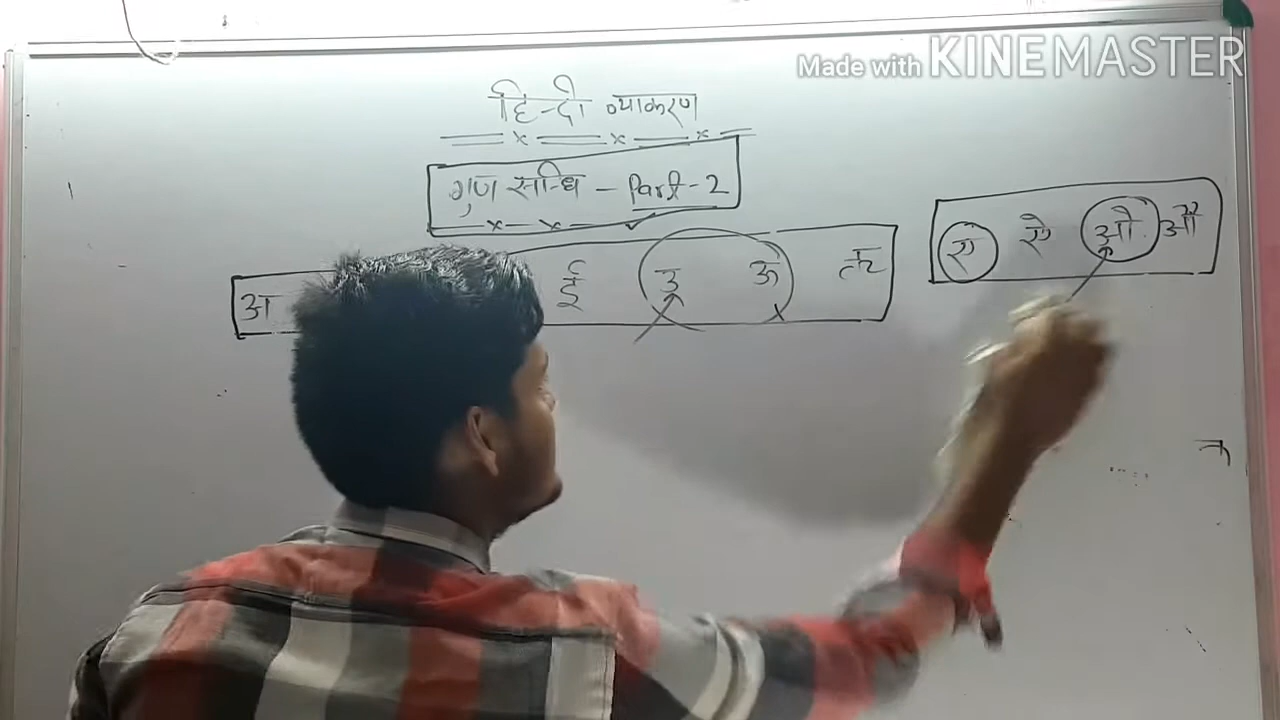 Made with KINEMASTER
हिन्दी व्याकरण
गुण सन्धि - Part-2
अ ई उ ऊ ऋ
ए ऐ ओ औ